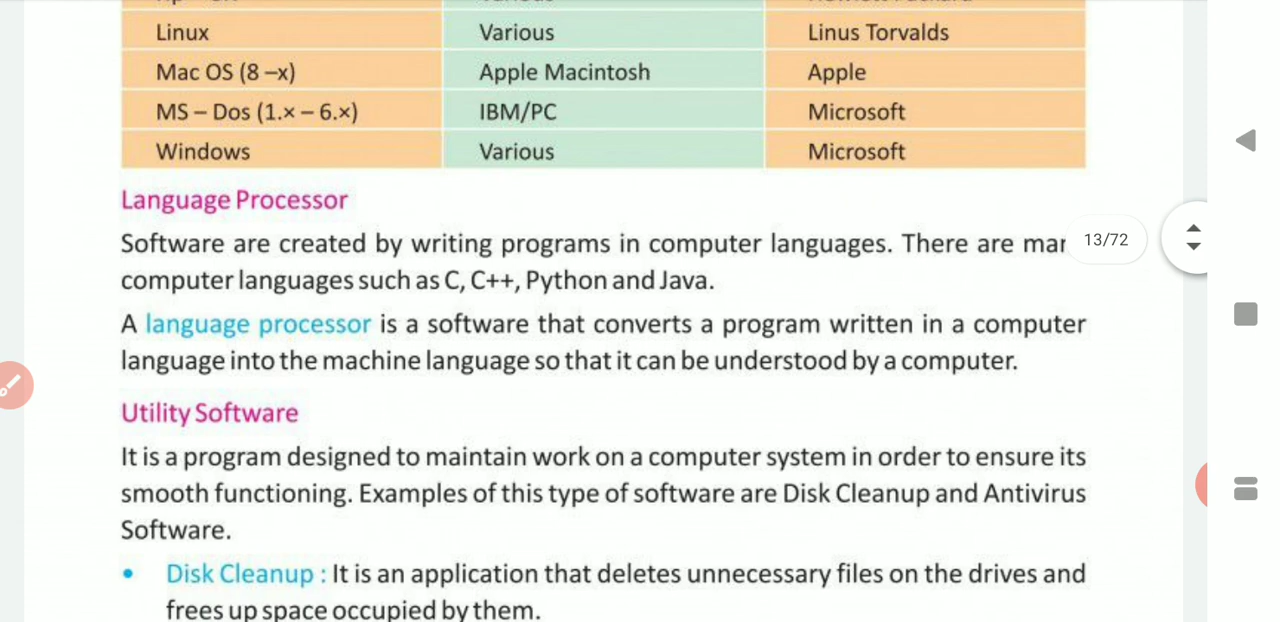 Linux Various Linus Torvalds
Mac OS (8 –x) Apple Macintosh Apple
MS – Dos (1.x – 6.x) IBM/PC Microsoft
Windows Various Microsoft
Language Processor
Software are created by writing programs in computer languages. There are
computer languages such as C, C++, Python and Java.
13/72
A language processor is a software that converts a program written in a computer
language into the machine language so that it can be understood by a computer.
Utility Software
It is a program designed to maintain work on a computer system in order to ensure its
smooth functioning. Examples of this type of software are Disk Cleanup and Antivirus
Software.
• Disk Cleanup : It is an application that deletes unnecessary files on the drives and
frees up space occupied by them.